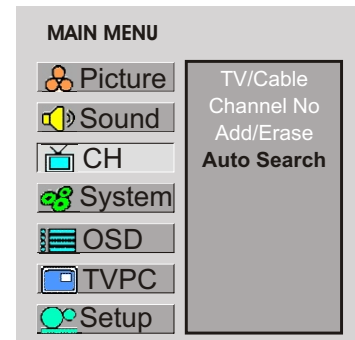 MAIN MENU
Picture
Sound
CH
System
OSD
TVPC
Setup
TV/Cable
Channel No
Add/Erase
Auto Search